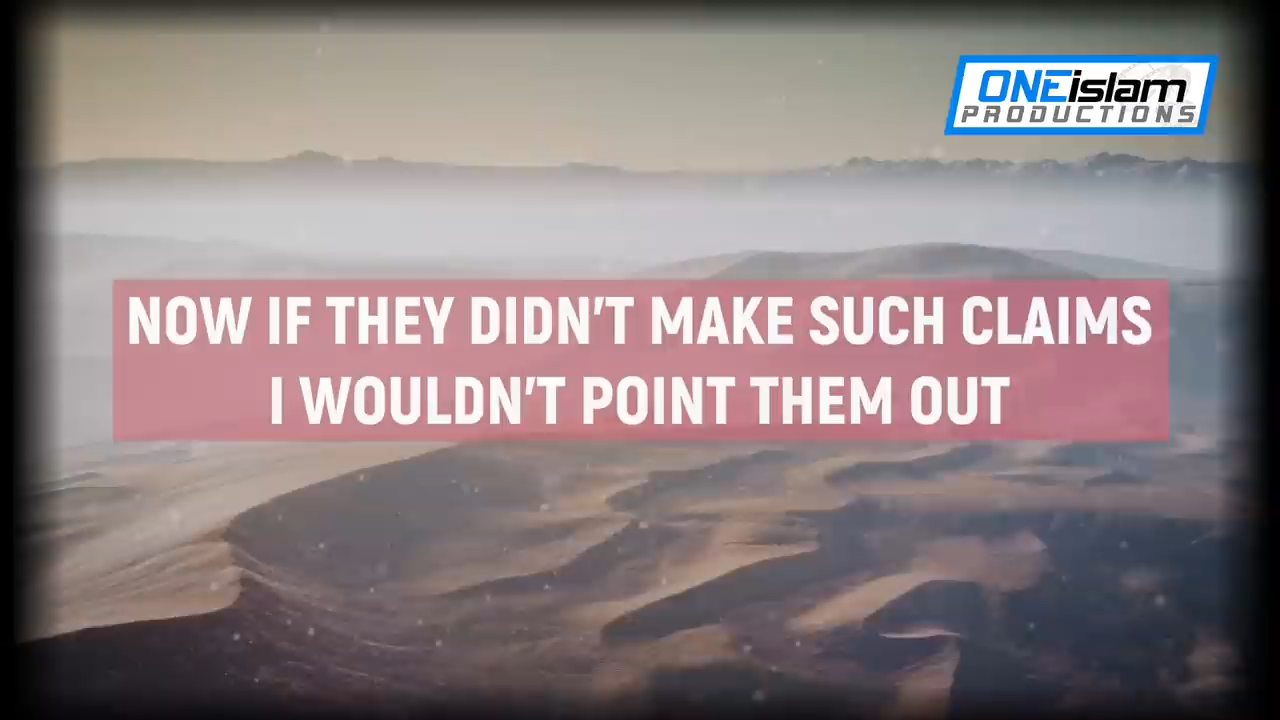 ONEislam
PRODUCTIONS
NOW IF THEY DIDN'T MAKE SUCH CLAIMS
I WOULDN'T POINT THEM OUT